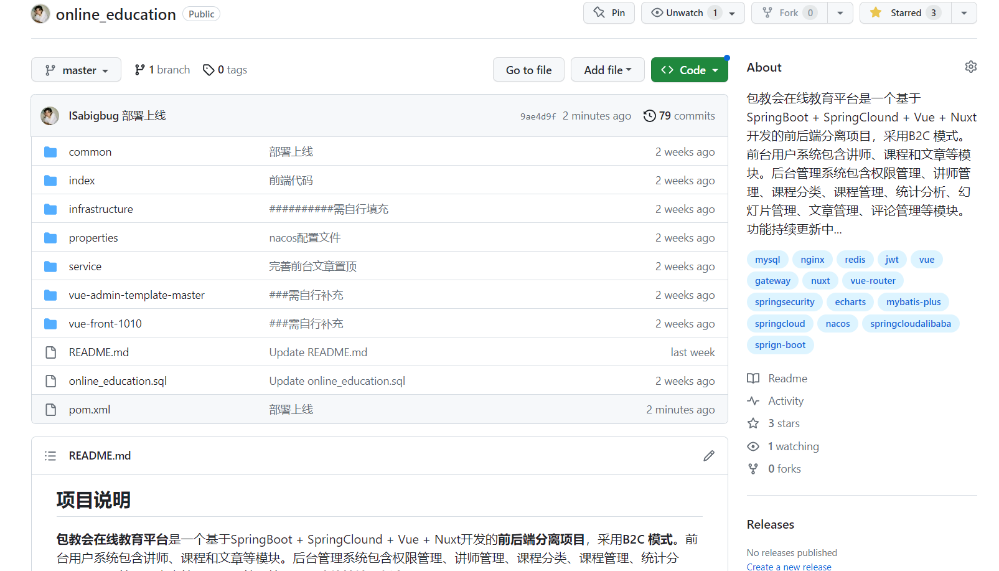 online_education Public Pin Unwatch 1 Fork 0 Starred 3
master 1 branch 0 tags Go to file Add file Code
ISabigbug 部署上线 9ae4d9f 2 minutes ago 79 commits
common 部署上线 2 weeks ago
index 前端代码 2 weeks ago
infrastructure ##########需自行填充 2 weeks ago
properties nacos配置文件 2 weeks ago
service 完善前台文章置顶 2 weeks ago
vue-admin-template-master ###需自行补充 2 weeks ago
vue-front-1010 ###需自行补充 2 weeks ago
README.md Update README.md last week
online_education.sql Update online_education.sql 2 weeks ago
pom.xml 部署上线 2 minutes ago
README.md
项目说明
包教会在线教育平台是一个基于SpringBoot + SpringClound + Vue + Nuxt开发的前后端分离项目，采用B2C 模式。前
台用户系统包含讲师、课程和文章等模块。后台管理系统包含权限管理、讲师管理、课程分类、课程管理、统计分
About
包教会在线教育平台是一个基于
SpringBoot + SpringClound + Vue + Nuxt
开发的前后端分离项目，采用B2C 模式。
前台用户系统包含讲师、课程和文章等模
块。后台管理系统包含权限管理、讲师管
理、课程分类、课程管理、统计分析、幻
灯片管理、文章管理、评论管理等模块。
功能持续更新中...
mysql nginx redis jwt vue
gateway nuxt vue-router
springsecurity echarts mybatis-plus
springcloud nacos springcloudalibaba
sprign-boot
Readme
Activity
3 stars
1 watching
0 forks
Releases
No releases published
Create a new release